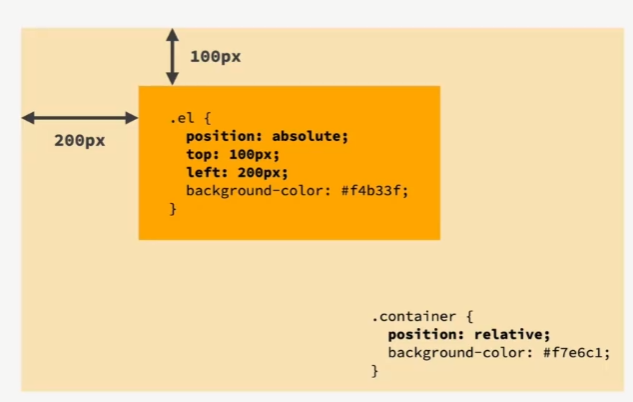 100px
200px
.el {
position: absolute;
top: 100px;
left: 200px;
background-color: #f4b33f;
}
.container {
position: relative;
background-color: #f7e6c1;
}